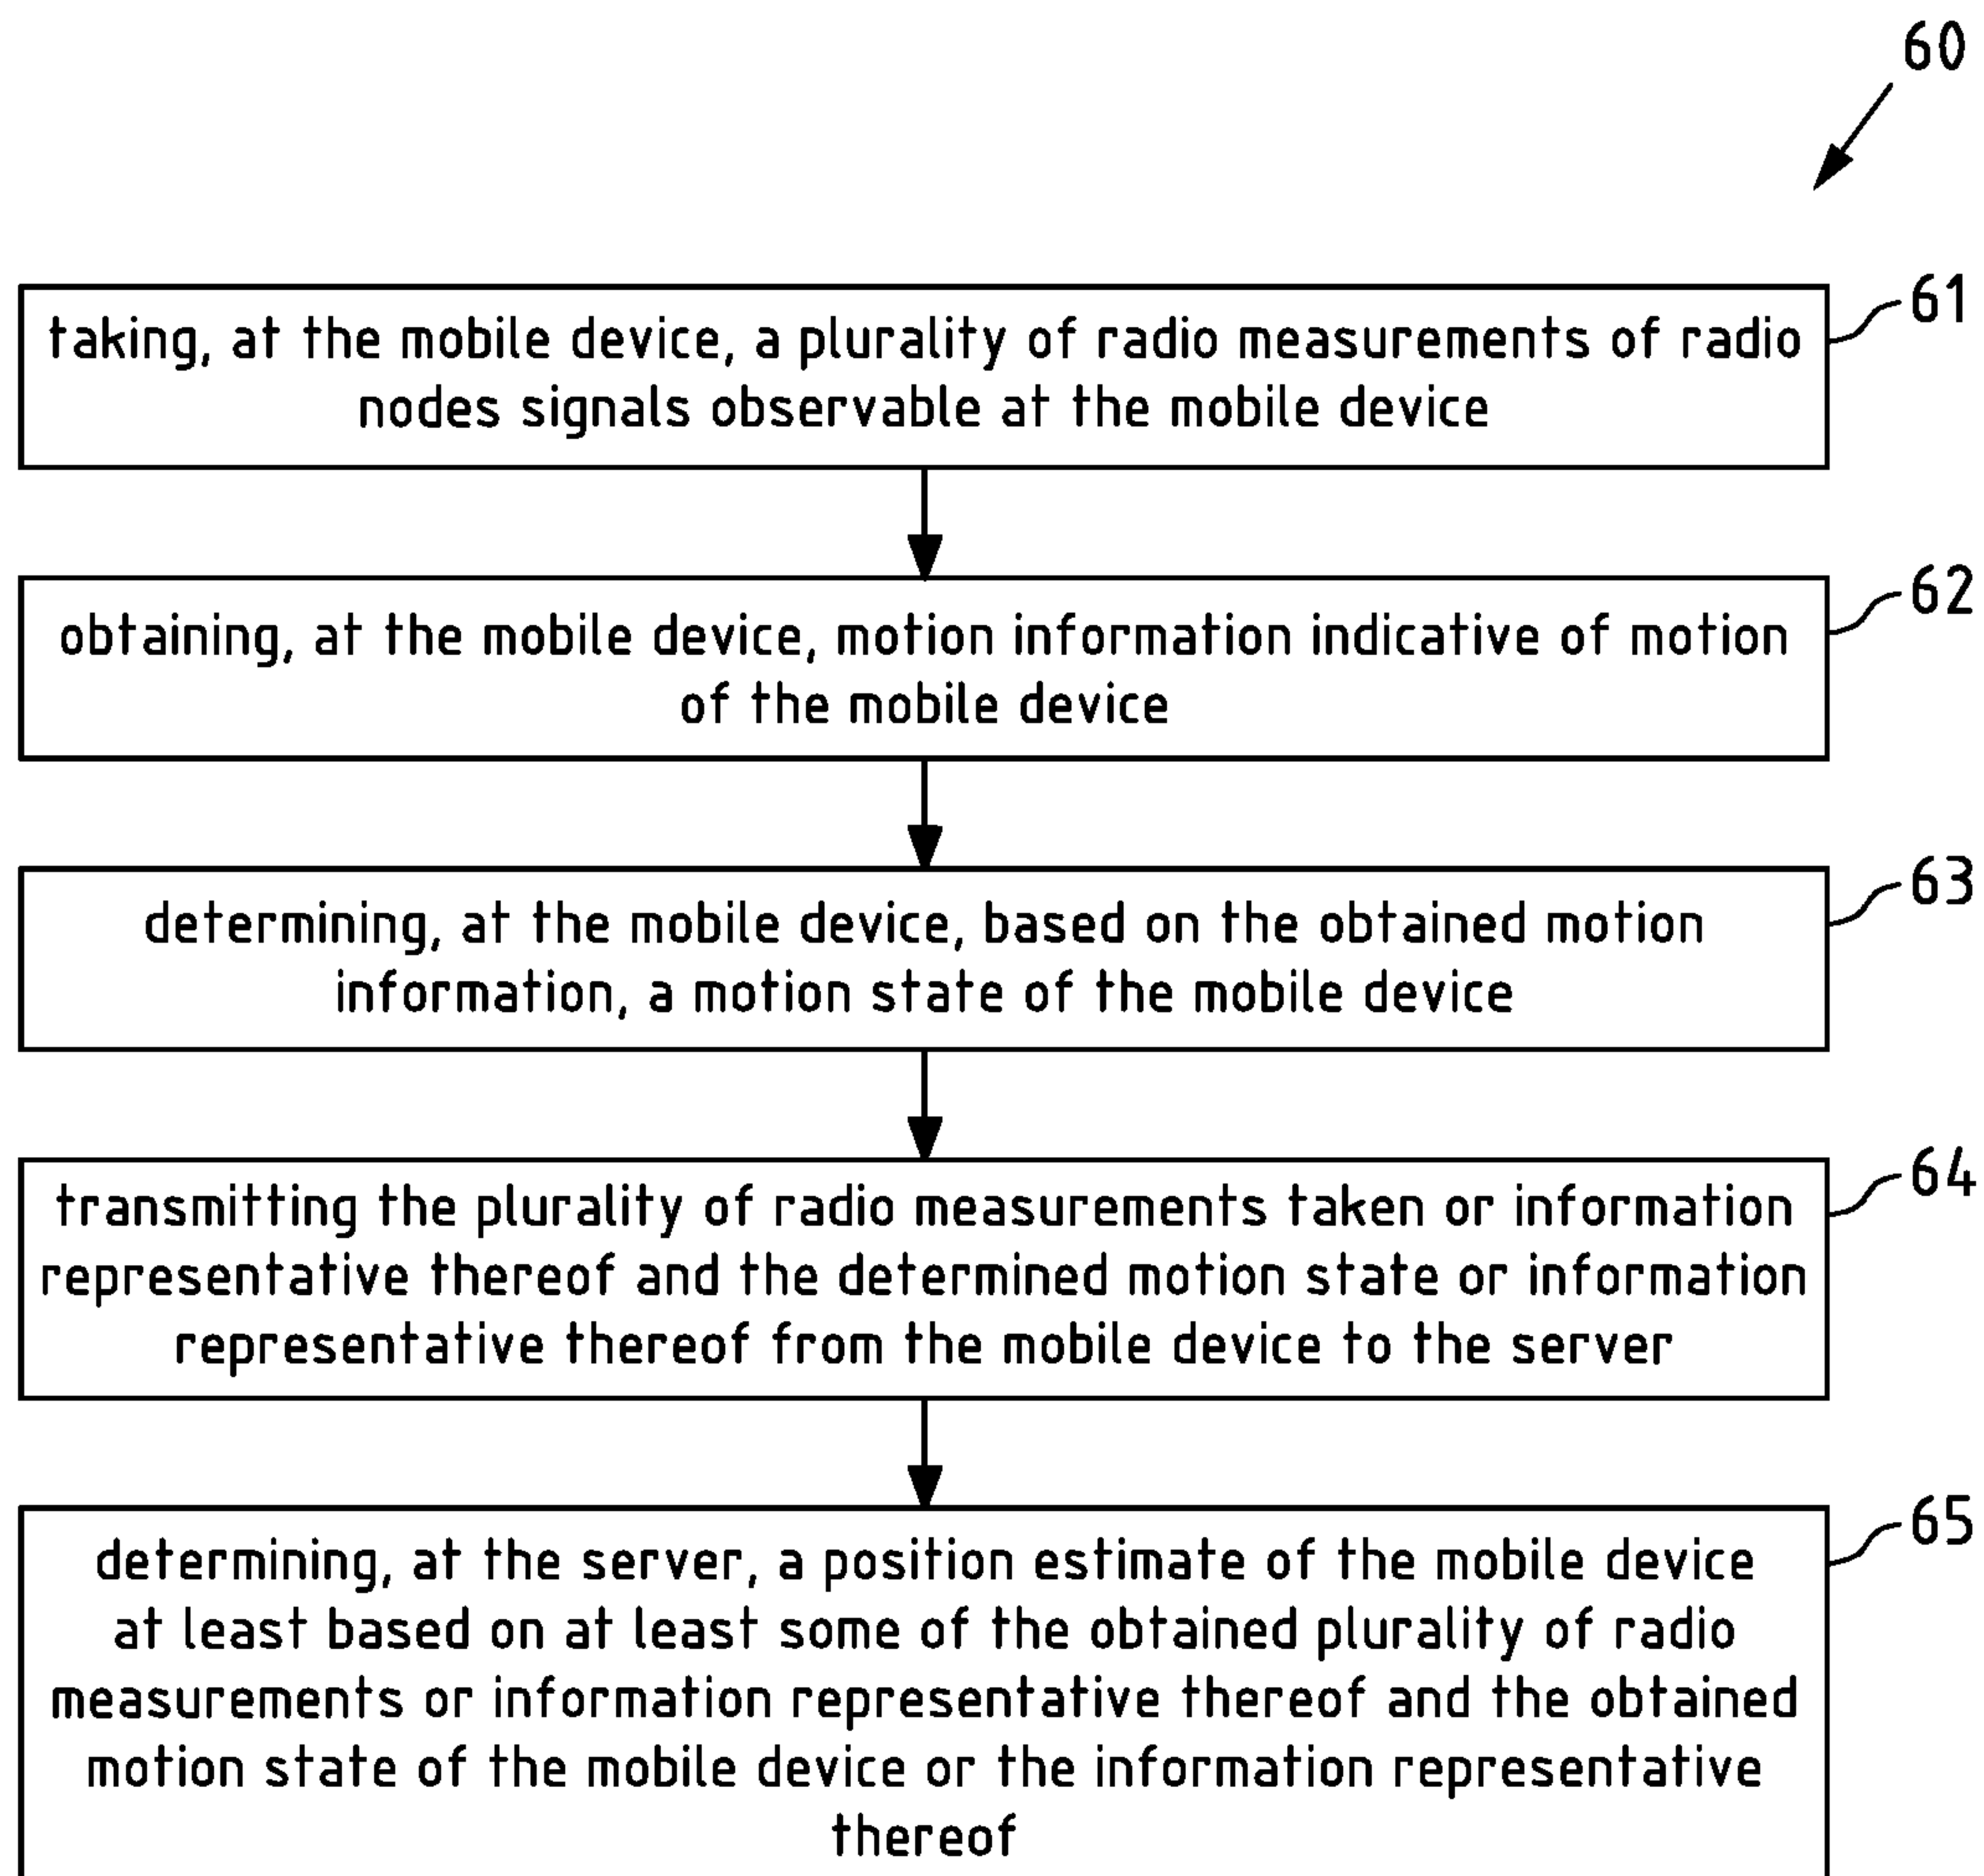 60
61
taking, at the mobile device, a plurality of radio measurements of radio
nodes signals observable at the mobile device
62
obtaining, at the mobile device, motion information indicative of motion
of the mobile device
63
determining, at the mobile device, based on the obtained motion
information, a motion state of the mobile device
64
transmitting the plurality of radio measurements taken or information
representative thereof and the determined motion state or information
representative thereof from the mobile device to the server
65
determining, at the server, a position estimate of the mobile device
at least based on at least some of the obtained plurality of radio
measurements or information representative thereof and the obtained
motion state of the mobile device or the information representative
thereof